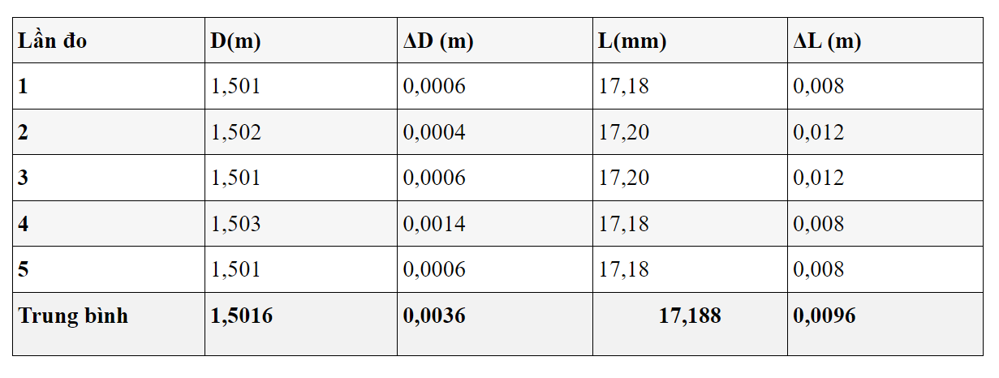 Lần đo D(m) ΔD (m) L(mm) ΔL (m)
1 1,501 0,0006 17,18 0,008
2 1,502 0,0004 17,20 0,012
3 1,501 0,0006 17,20 0,012
4 1,503 0,0014 17,18 0,008
5 1,501 0,0006 17,18 0,008
Trung bình 1,5016 0,0036 17,188 0,0096